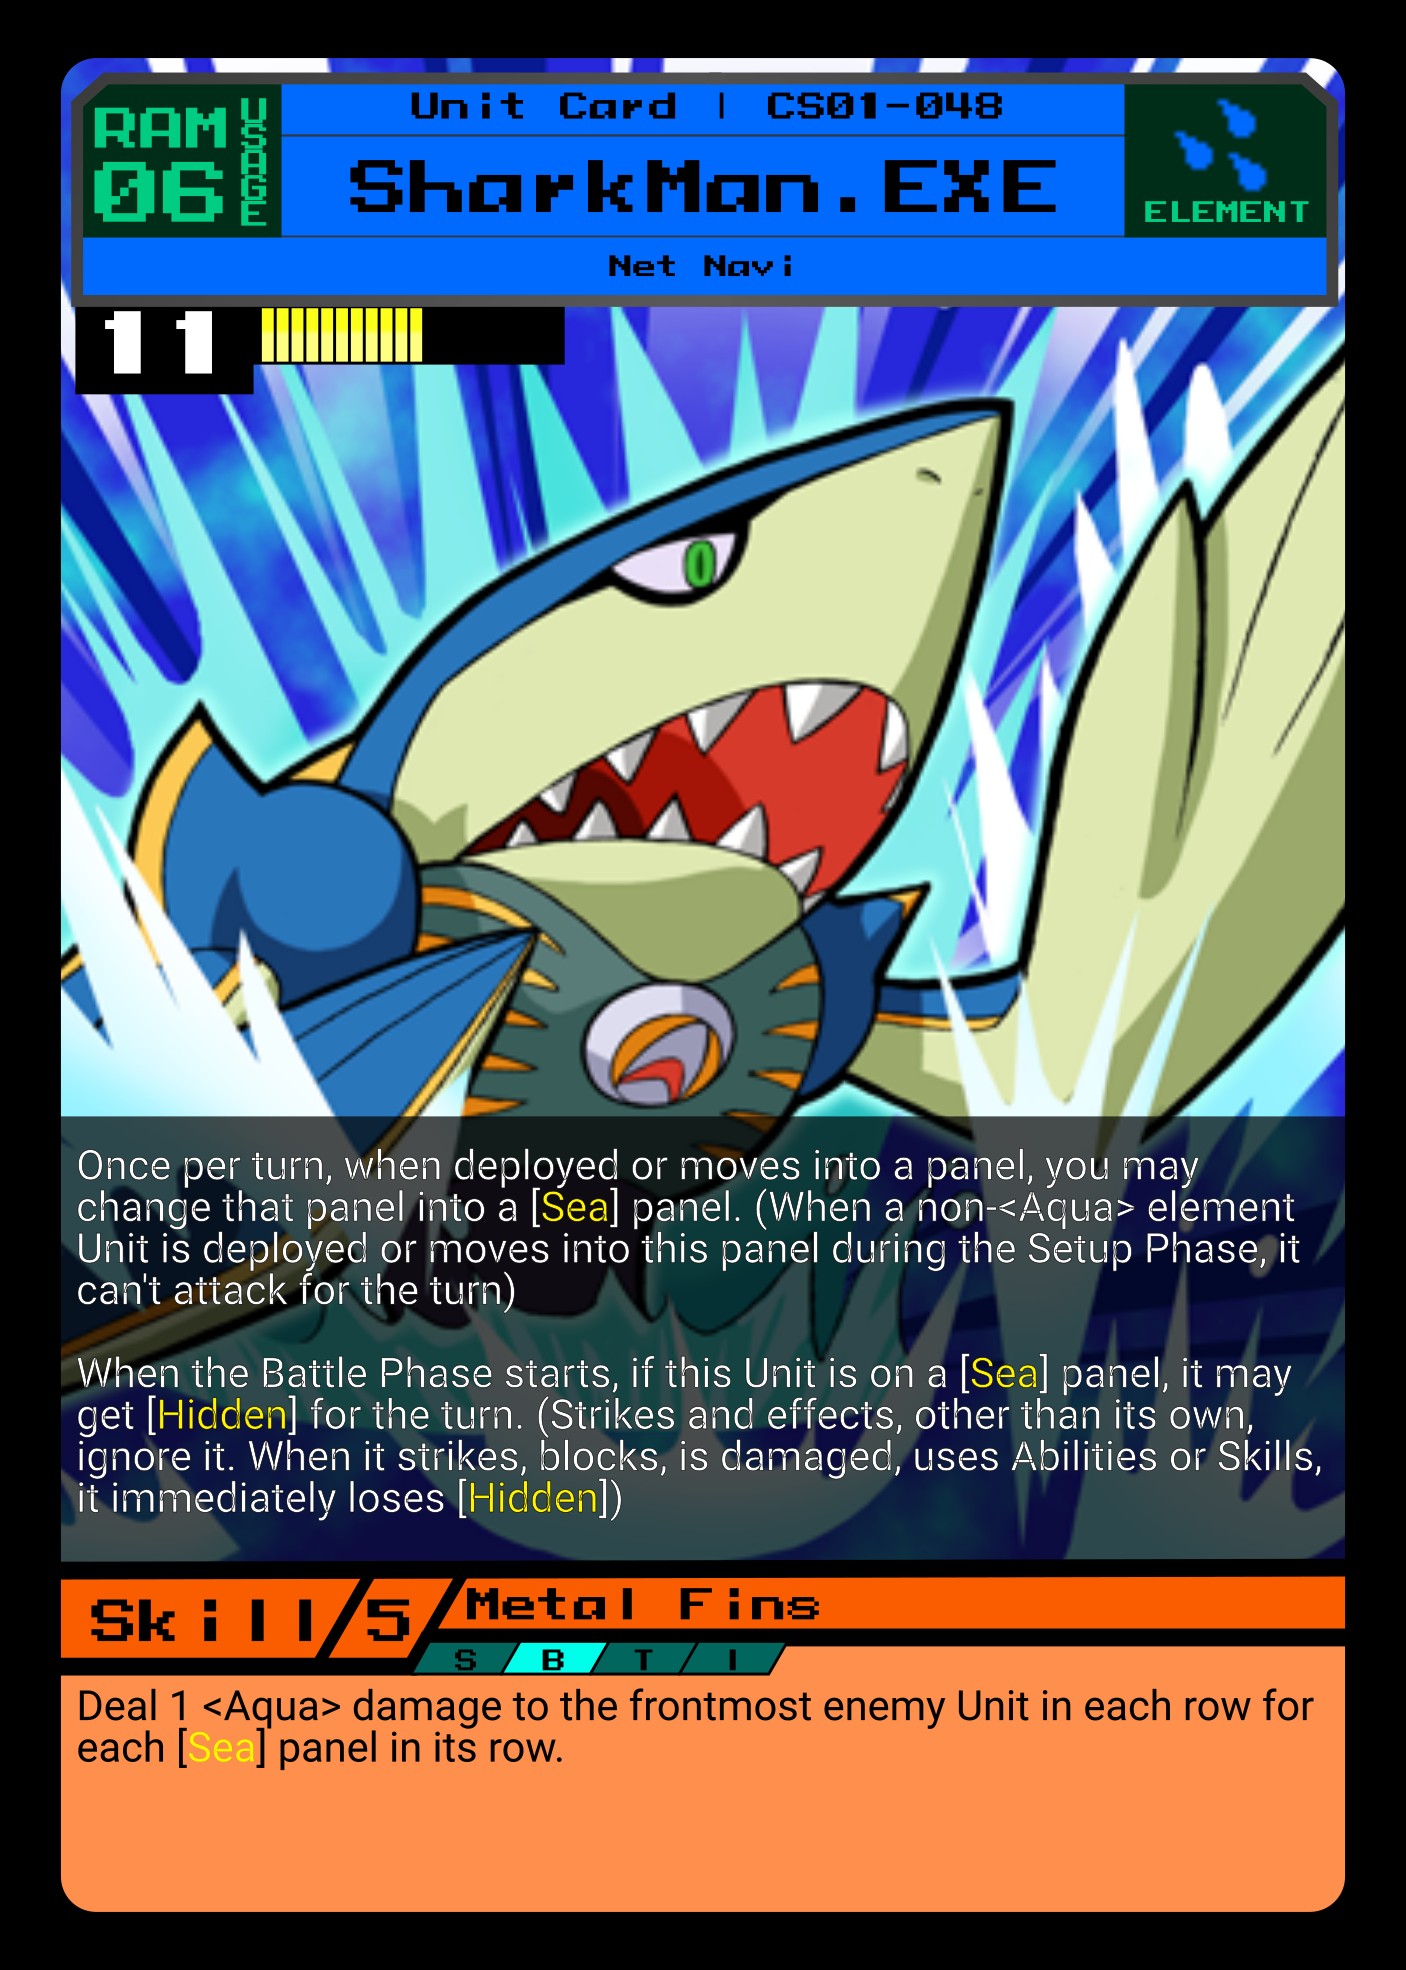 RAM
USAGE
06
Unit Card | CS01-048
SharkMan.EXE
ELEMENT
Net Navi
11
Once per turn, when deployed or moves into a panel, you may
change that panel into a [Sea] panel. (When a non-<Aqua> element
Unit is deployed or moves into this panel during the Setup Phase, it
can't attack for the turn)
When the Battle Phase starts, if this Unit is on a [Sea] panel, it may
get [Hidden] for the turn. (Strikes and effects, other than its own,
ignore it. When it strikes, blocks, is damaged, uses Abilities or Skills,
it immediately loses [Hidden])
Skill/5/Metal Fins
S B T I
Deal 1 <Aqua> damage to the frontmost enemy Unit in each row for
each [Sea] panel in its row.